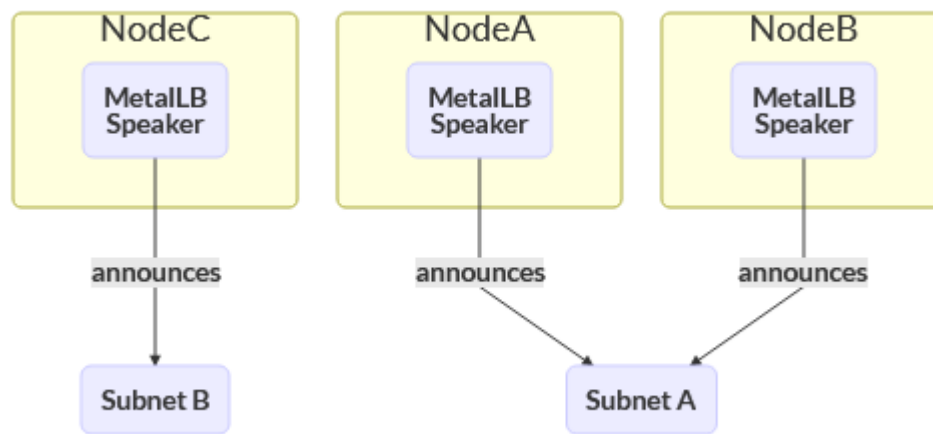 NodeC
NodeA
NodeB
MetalLB
Speaker
MetalLB
Speaker
MetalLB
Speaker
announces
announces
announces
Subnet B
Subnet A